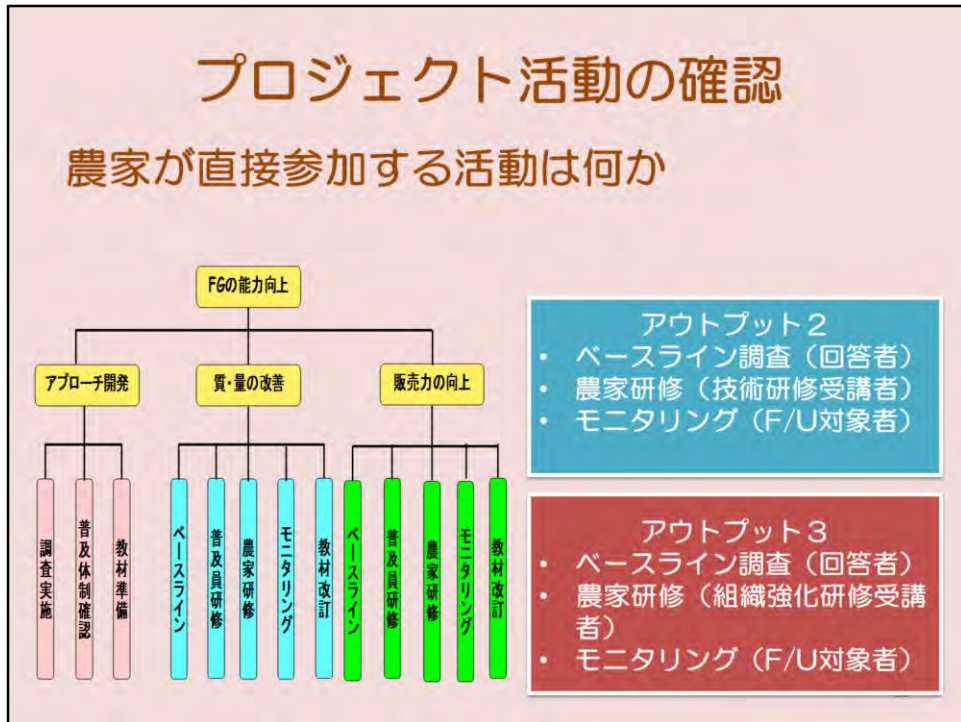 プロジェクト活動の確認
農家が直接参加する活動は何か
FGの能力向上
アプローチ開発
質・量の改善
販売力の向上
調査実施
普及体制確認
教材準備
ベースライン
普及員研修
農家研修
モニタリング
教材改訂
ベースライン
普及員研修
農家研修
モニタリング
教材改訂
アウトプット２
• ベースライン調査（回答者）
• 農家研修（技術研修受講者）
• モニタリング（F/U対象者）
アウトプット３
• ベースライン調査（回答者）
• 農家研修（組織強化研修受講
者）
• モニタリング（F/U対象者）